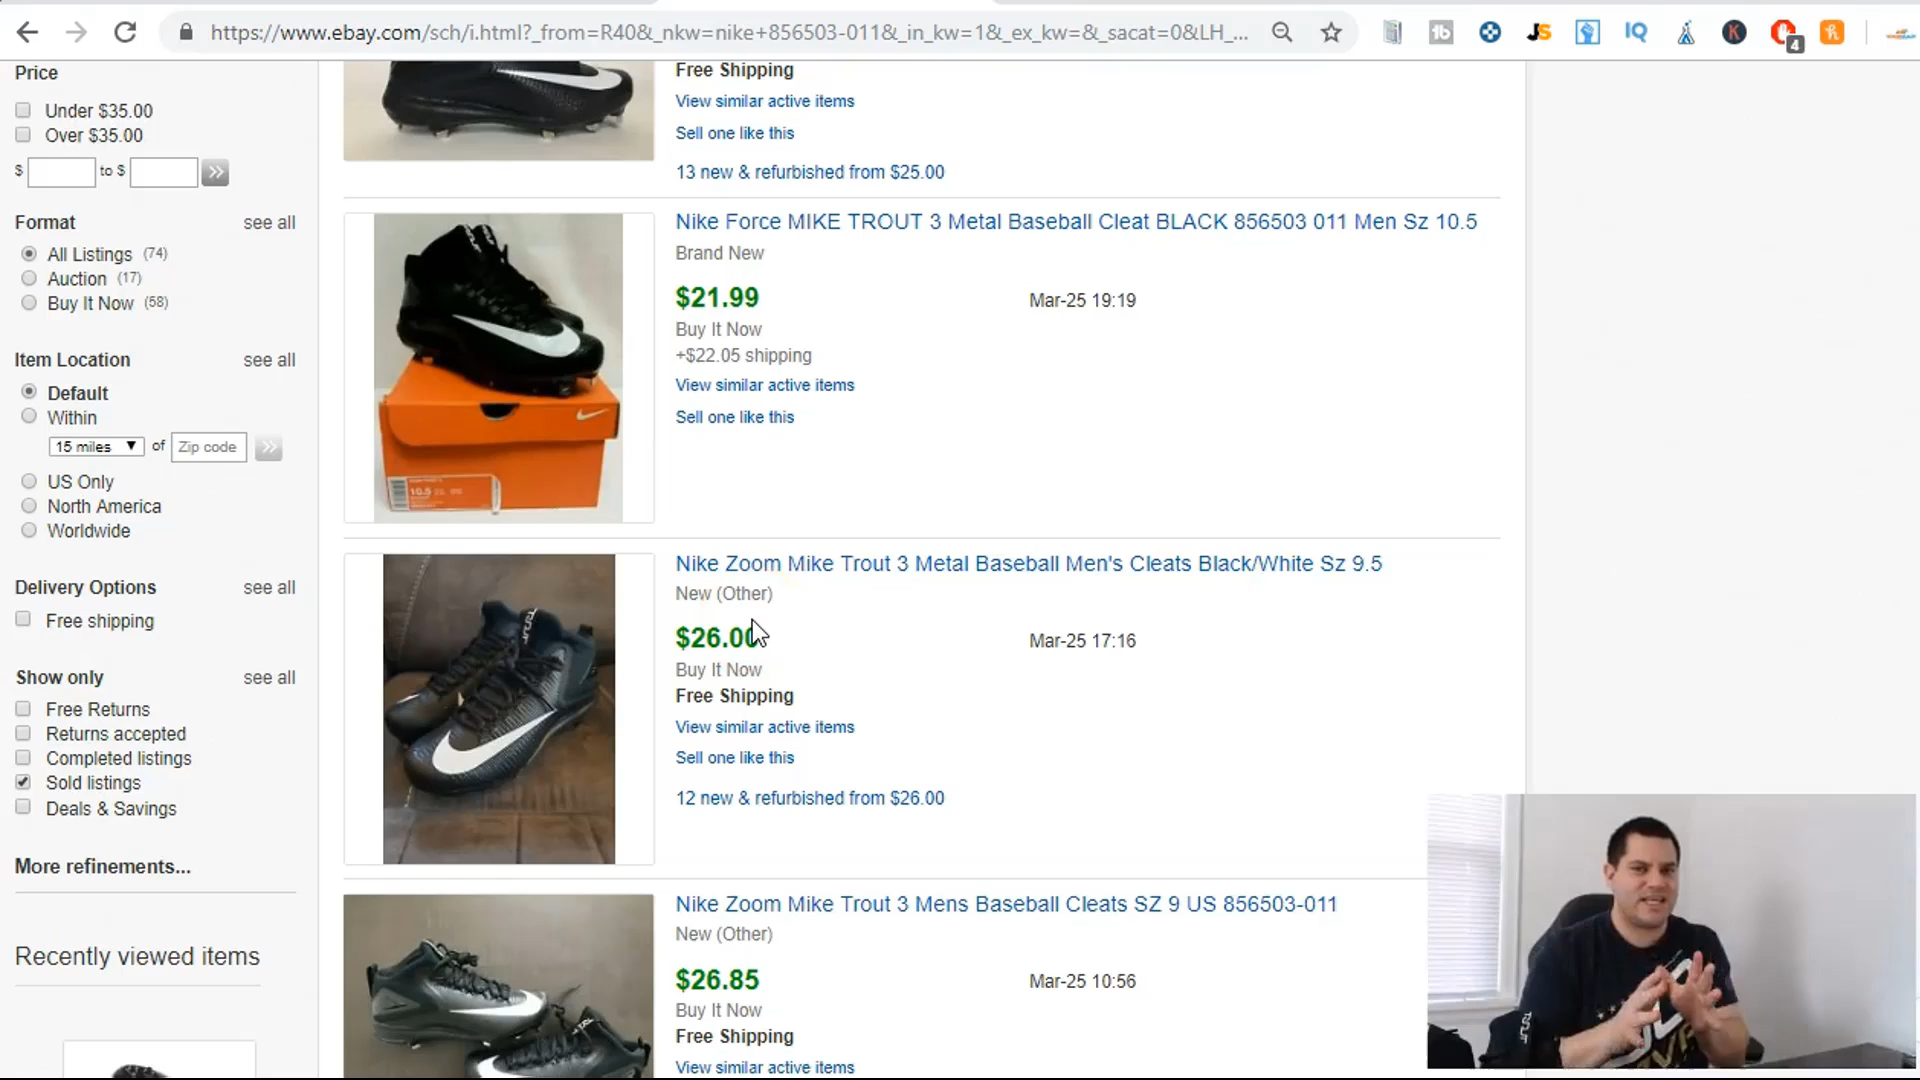 https://www.ebay.com/sch/i.html?_from=R40&_nkw=nike+856503-011&_in_kw=1&_ex_kw=&_sacat=0&LH_...
tb
JS
IQ
K
4
Price
Under $35.00
Over $35.00
$ to $
Format see all
All Listings (74)
Auction (17)
Buy It Now (58)
Item Location see all
Default
Within
15 miles of Zip code
US Only
North America
Worldwide
Delivery Options see all
Free shipping
Show only see all
Free Returns
Returns accepted
Completed listings
Sold listings
Deals & Savings
More refinements...
Recently viewed items
Free Shipping
View similar active items
Sell one like this
13 new & refurbished from $25.00
Nike Force MIKE TROUT 3 Metal Baseball Cleat BLACK 856503 011 Men Sz 10.5
Brand New
$21.99 Mar-25 19:19
Buy It Now
+$22.05 shipping
View similar active items
Sell one like this
10.5
Nike Zoom Mike Trout 3 Metal Baseball Men's Cleats Black/White Sz 9.5
New (Other)
$26.00 Mar-25 17:16
Buy It Now
Free Shipping
View similar active items
Sell one like this
12 new & refurbished from $26.00
Nike Zoom Mike Trout 3 Mens Baseball Cleats SZ 9 US 856503-011
New (Other)
$26.85 Mar-25 10:56
Buy It Now
Free Shipping
View similar active items